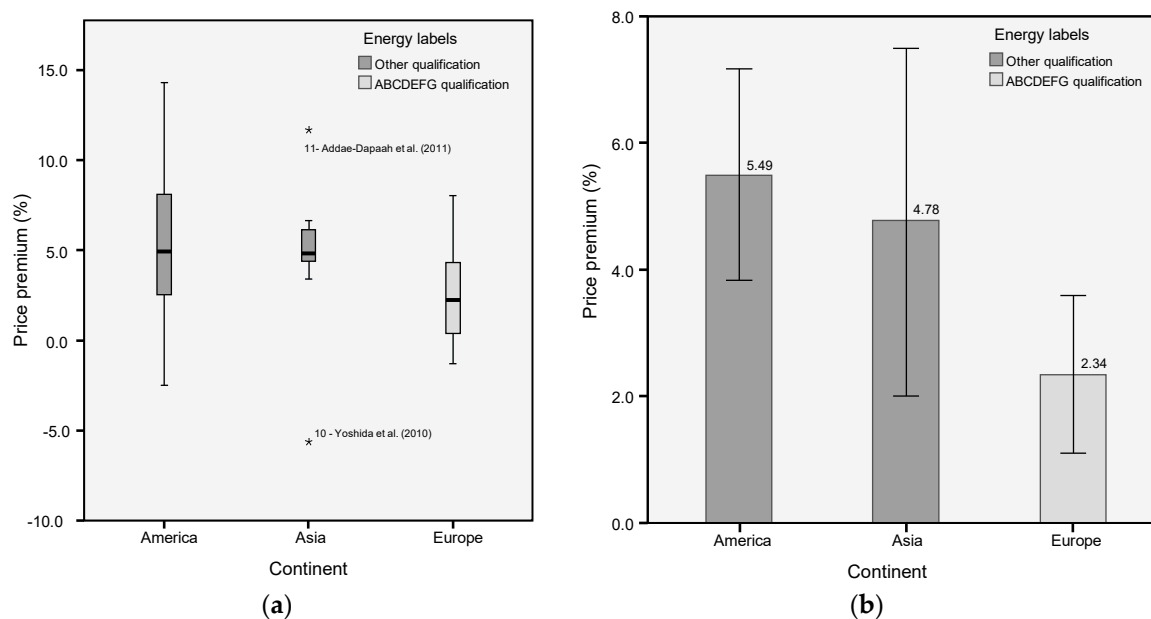 Energy labels
Other qualification
ABCDEFG qualification
15.0
10.0
5.0
0.0
-5.0
-10.0
Price premium (%)
*
11- Addae-Dapaah et al. (2011)
* 10 - Yoshida et al. (2010)
America Asia Europe
Continent
(a)
Energy labels
Other qualification
ABCDEFG qualification
8.0
6.0
4.0
2.0
0.0
Price premium (%)
5.49
4.78
2.34
America Asia Europe
Continent
(b)